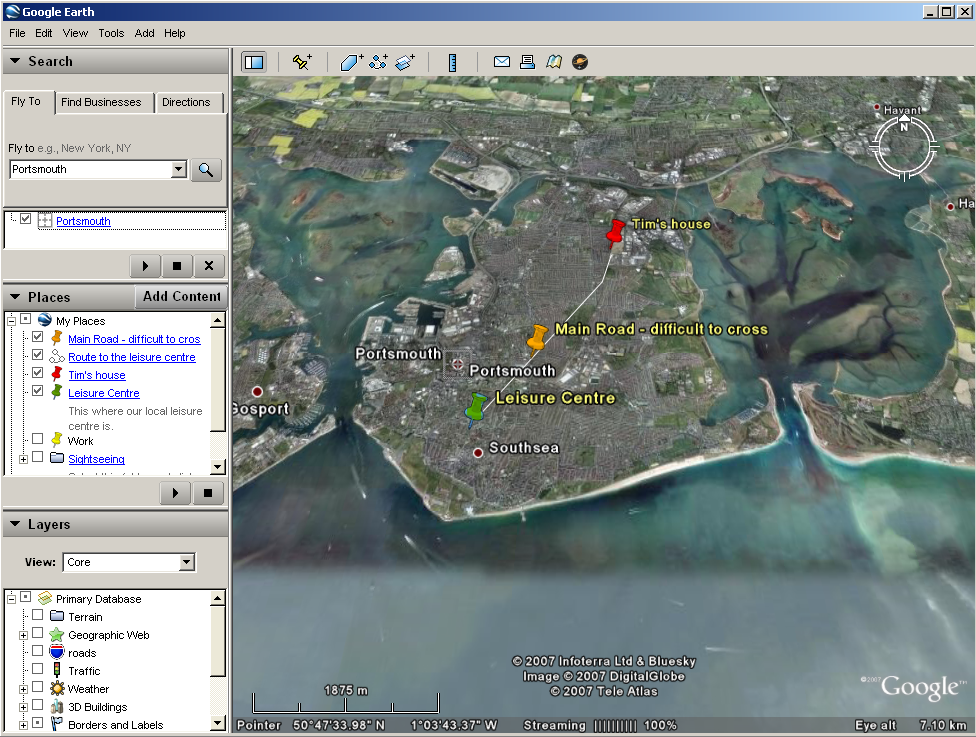 Google Earth
File Edit View Tools Add Help
Search
Fly To Find Businesses Directions
Fly to e.g., New York, NY
Portsmouth
Portsmouth
Places Add Content
My Places
Main Road - difficult to cros
Route to the leisure centre
Tim's house
Leisure Centre
This where our local leisure
centre is.
Work
Sightseeing
Layers
View: Core
Primary Database
Terrain
Geographic Web
roads
Traffic
Weather
3D Buildings
Borders and Labels
Havant
N
Ha
Tim's house
Main Road - difficult to cross
Portsmouth
Portsmouth
Leisure Centre
Gosport
Southsea
© 2007 Infoterra Ltd & Bluesky
Image © 2007 DigitalGlobe
© 2007 Tele Atlas
©2007 Google™
1875 m
Pointer 50°47'33.98" N 1°03'43.37" W Streaming |||||||||| 100% Eye alt 7.10 km